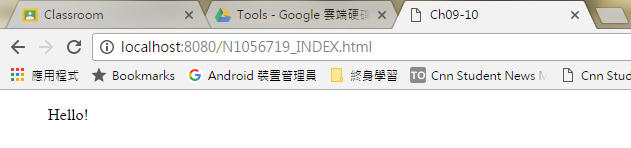 Classroom
Tools - Google 雲端硬碟
Ch09-10
localhost:8080/N1056719_INDEX.html
應用程式
Bookmarks
Android 裝置管理員
終身學習
TO
Cnn Student News M
Cnn Stude
Hello!